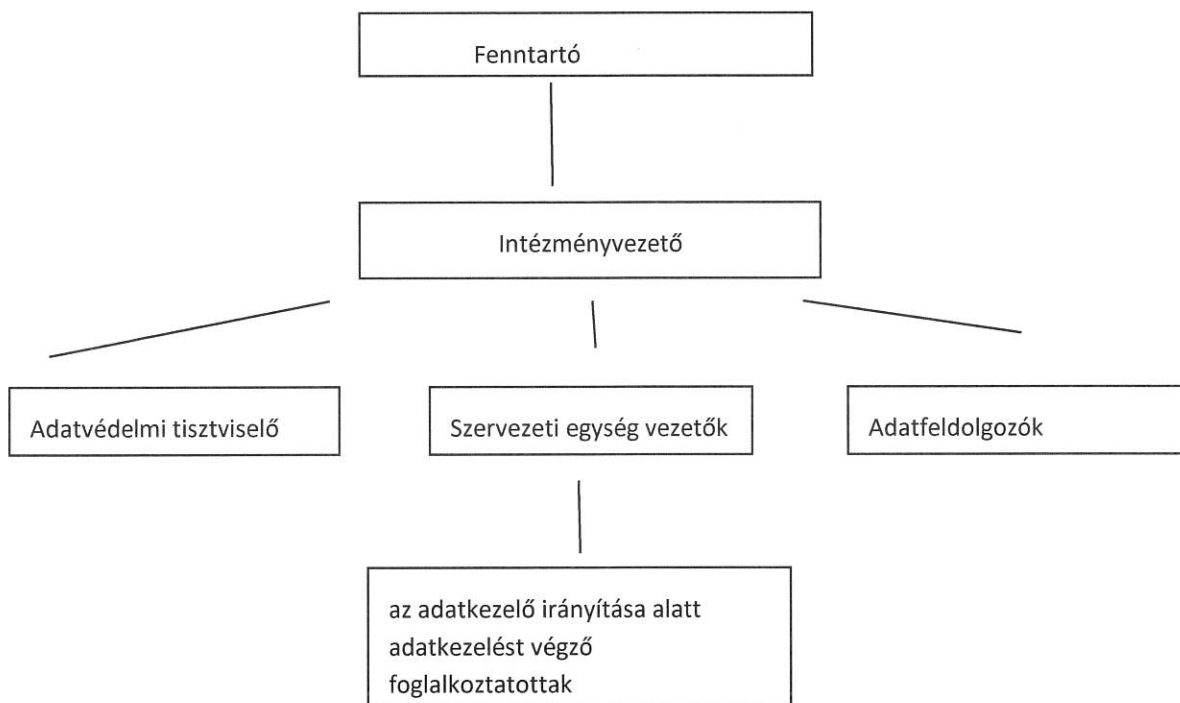 Fenntartó
Intézményvezető
Adatvédelmi tisztviselő
Szervezeti egység vezetők
Adatfeldolgozók
az adatkezelő irányítása alatt
adatkezelést végző
foglalkoztatottak